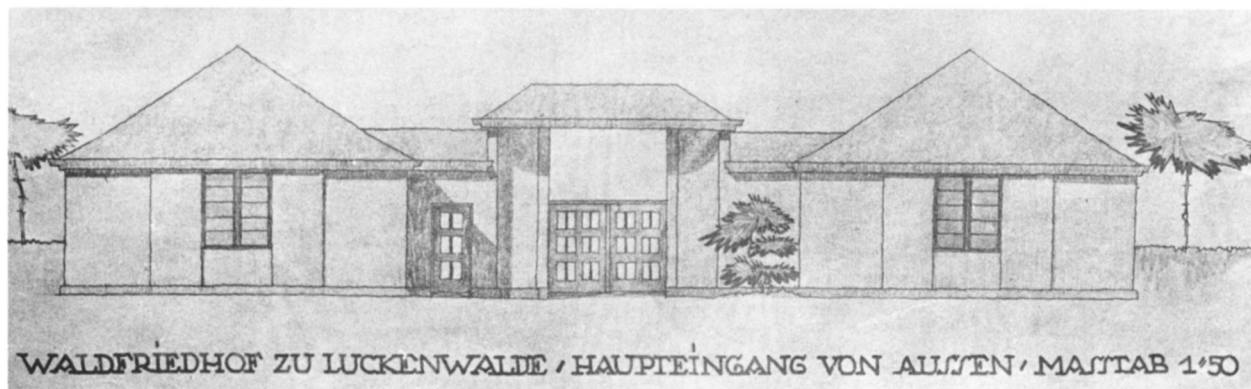 WALDFRIEDHOF ZU LUCKENWALDE, HAUPTEINGANG VON AUSSEN, MASSTAB 1:50